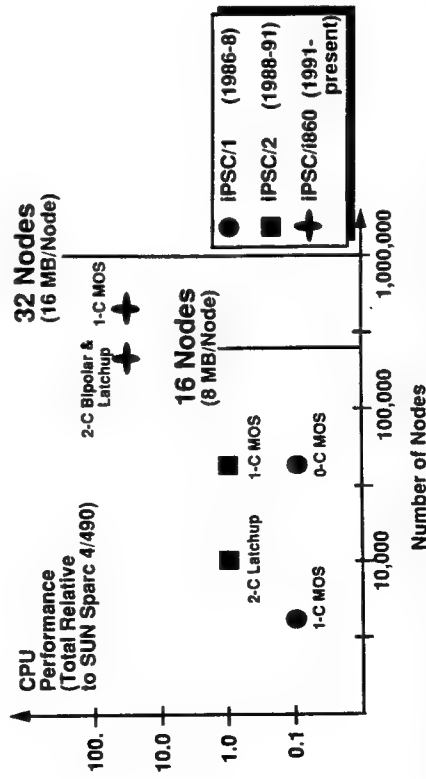 CPU
Performance
(Total Relative
to SUN Sparc 4/490)
100.
10.0
1.0
0.1
32 Nodes
(16 MB/Node)
2-C Bipolar &
Latchup
1-C MOS
16 Nodes
(8 MB/Node)
2-C Latchup
1-C MOS
1-C MOS
0-C MOS
10,000
100,000
1,000,000
Number of Nodes
iPSC/1 (1986-8)
iPSC/2 (1988-91)
iPSC/i860 (1991-
present)